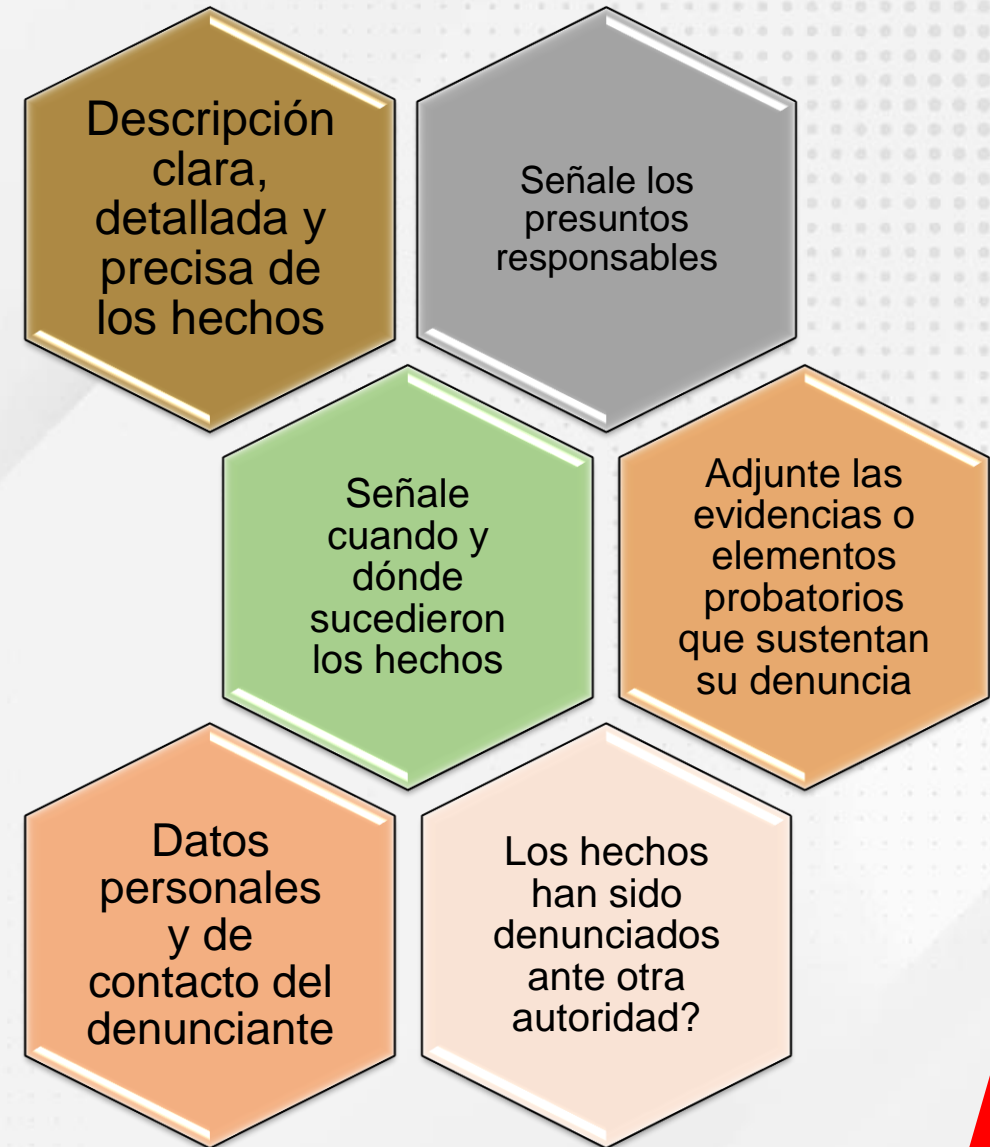 Descripción
clara,
detallada y
precisa de
los hechos
Señale los
presuntos
responsables
Señale
cuando y
dónde
sucedieron
los hechos
Adjunte las
evidencias o
elementos
probatorios
que sustentan
su denuncia
Datos
personales
y de
contacto del
denunciante
Los hechos
han sido
denunciados
ante otra
autoridad?